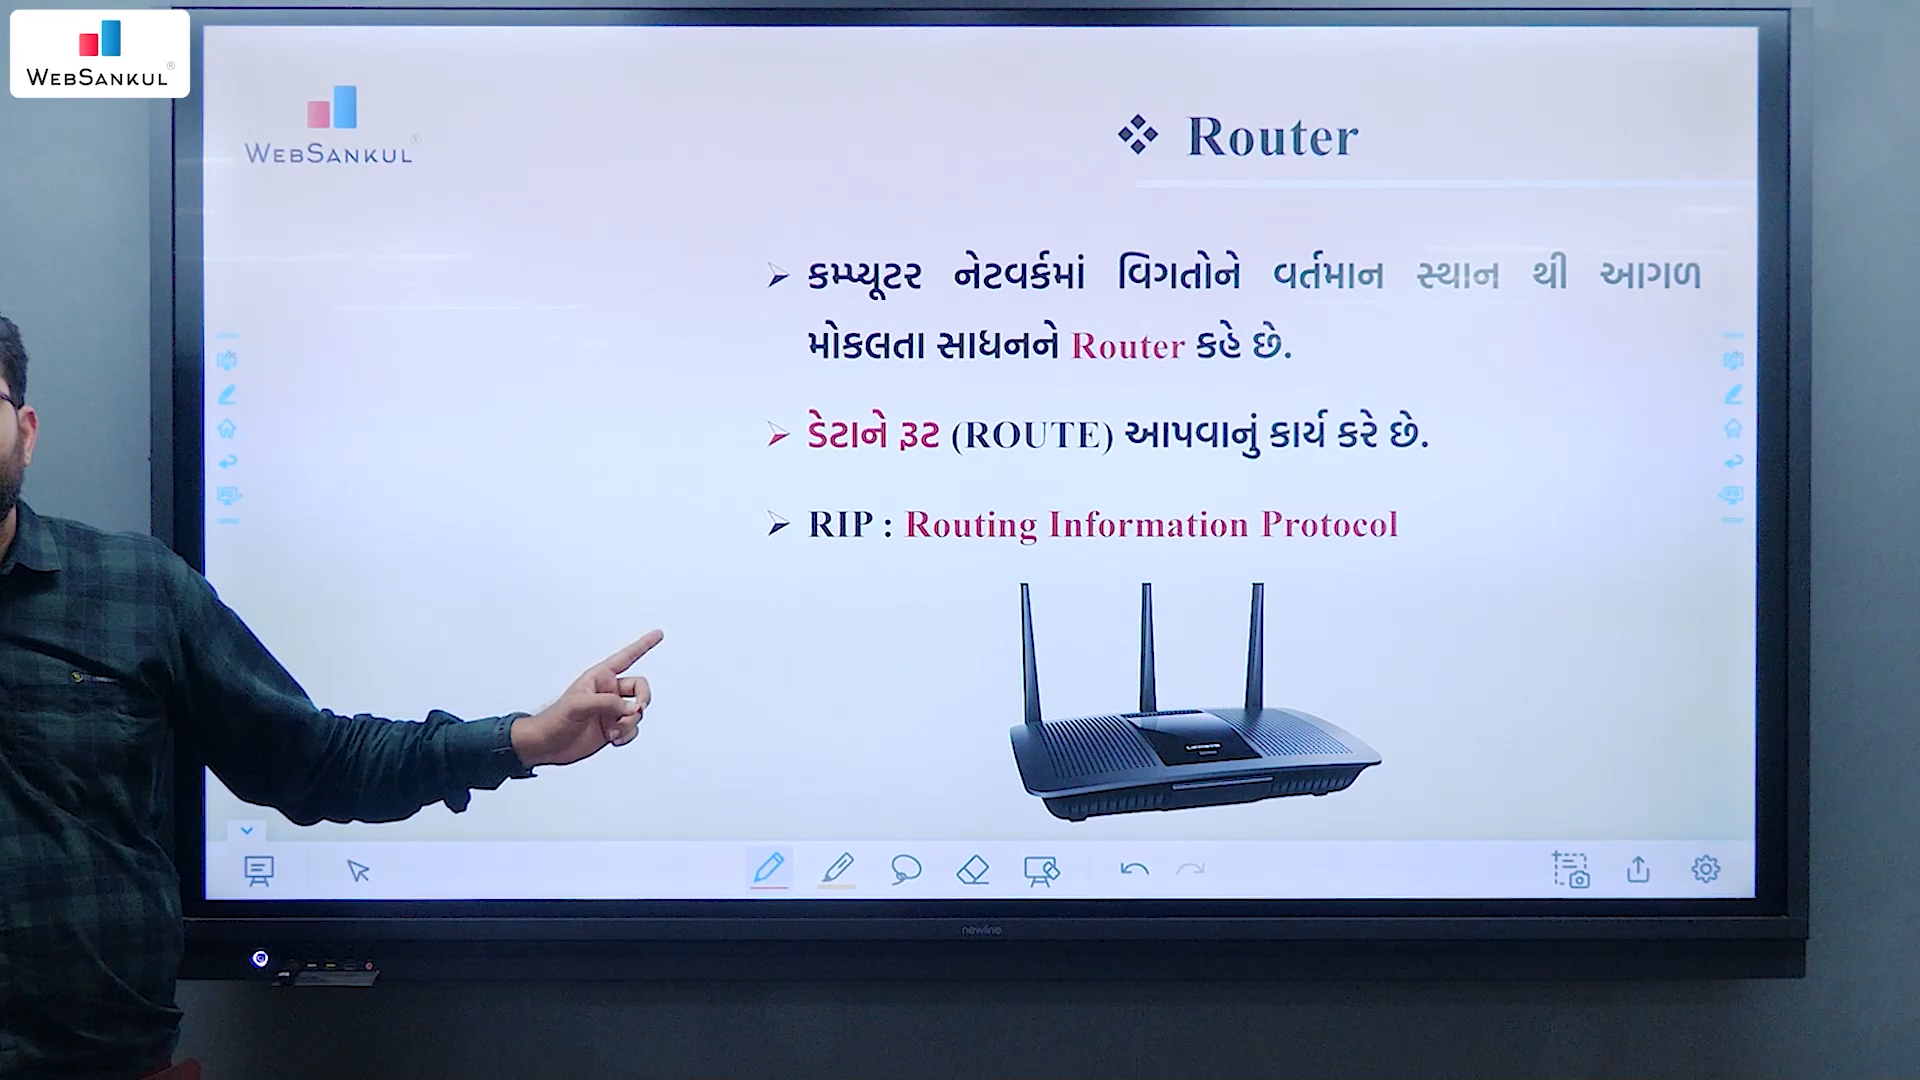 WEBSANKUL
WEBSANKUL
Router
કમ્પ્યૂટર નેટવર્કમાં વિગતોને વર્તમાન સ્થાન થી આગળ
મોકલતા સાધનને Router કહે છે.
ડેટાને રૂટ (ROUTE) આપવાનું કાર્ય કરે છે.
RIP : Routing Information Protocol
newline